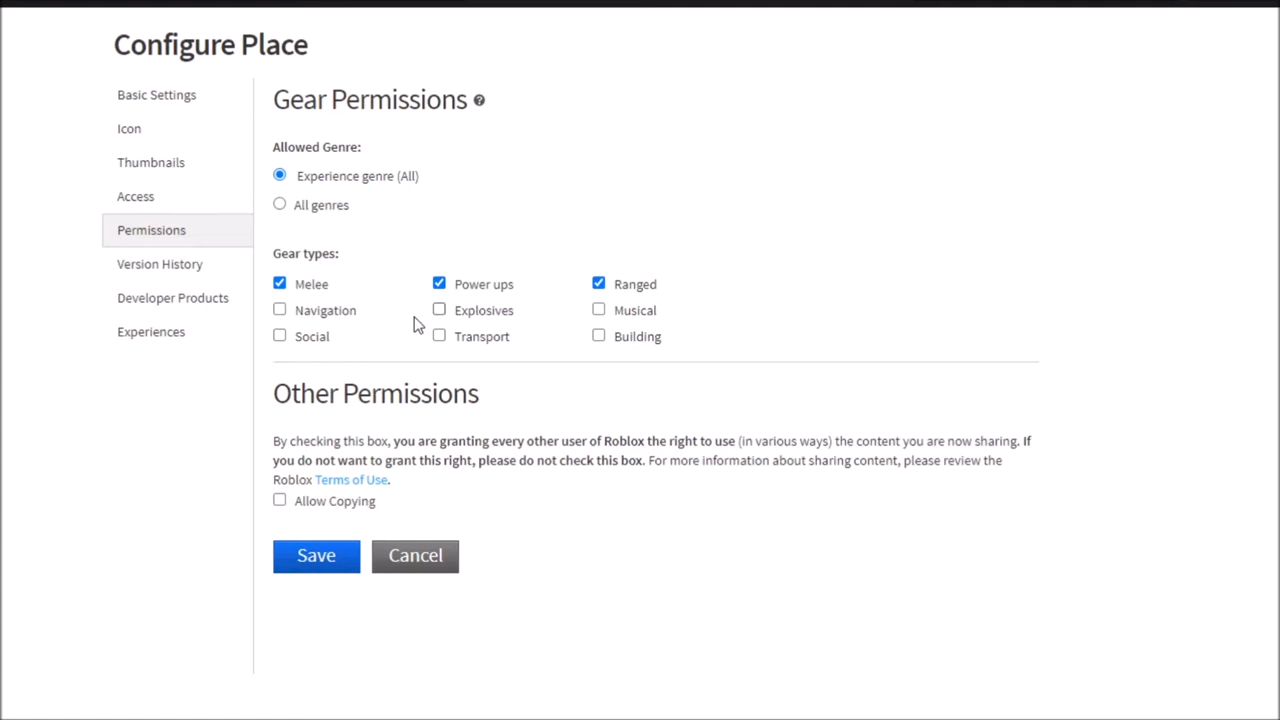 Configure Place
Basic Settings
Icon
Thumbnails
Access
Permissions
Version History
Developer Products
Experiences
Gear Permissions ?
Allowed Genre:
Experience genre (All)
All genres
Gear types:
Melee Power ups Ranged
Navigation Explosives Musical
Social Transport Building
Other Permissions
By checking this box, you are granting every other user of Roblox the right to use (in various ways) the content you are now sharing. If
you do not want to grant this right, please do not check this box. For more information about sharing content, please review the
Roblox Terms of Use.
Allow Copying
Save Cancel